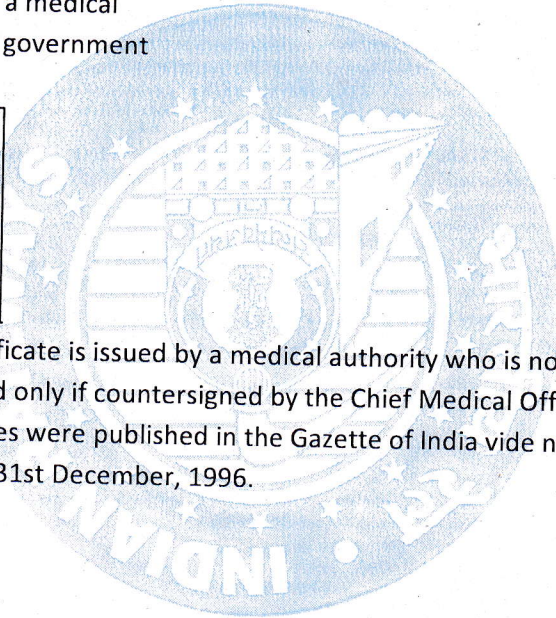 a medical
government
ficate is issued by a medical authority who is no
d only if countersigned by the Chief Medical Off
es were published in the Gazette of India vide n
31st December, 1996.
INDIAN